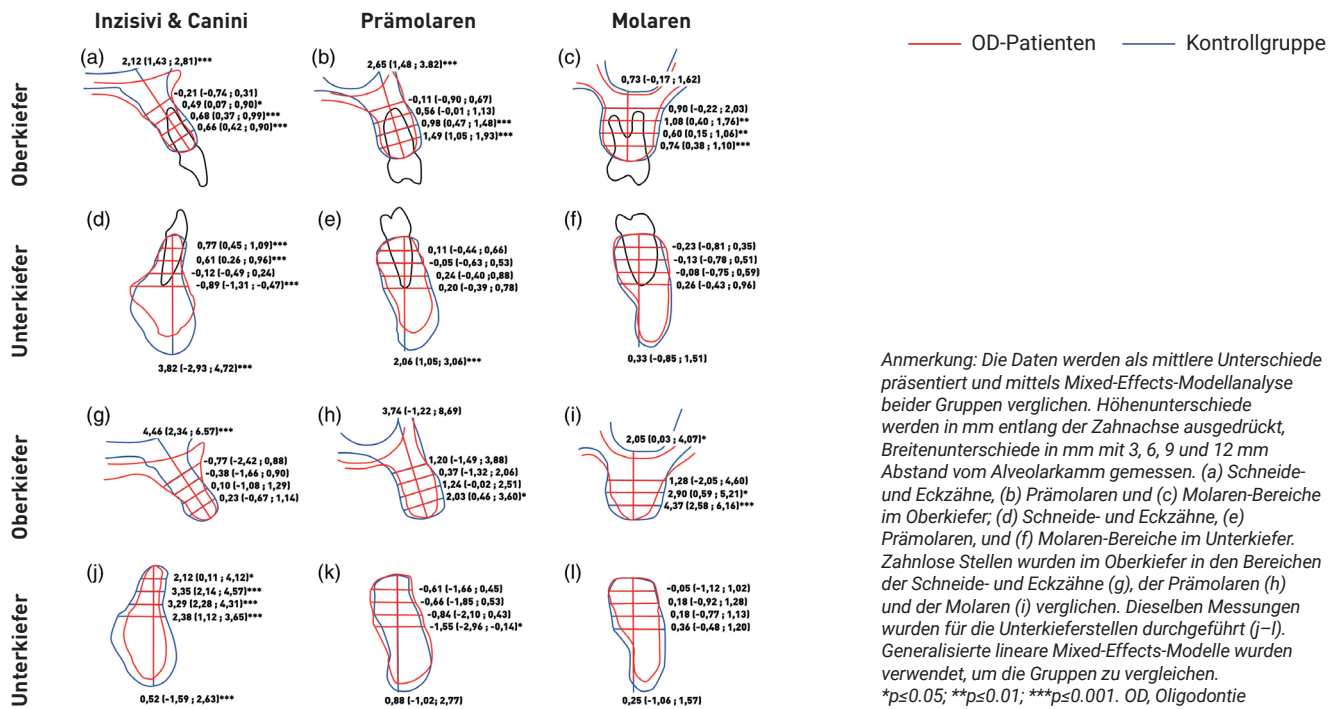 Inzisivi & Canini
Prämolaren
Molaren
OD-Patienten
Kontrollgruppe
Oberkiefer
(a)
2,12 (1,43 ; 2,81)***
-0,21 (-0,74 ; 0,31)
0,49 (0,07 ; 0,90)*
0,68 (0,37 ; 0,99)***
0,66 (0,42 ; 0,90)***
(b)
2,65 (1,48 ; 3.82)***
-0,11 (-0,90 ; 0,67)
0,56 (-0,01 ; 1,13)
0,98 (0,47 ; 1,48)***
1,49 (1,05 ; 1,93)***
(c)
0,73 (-0,17 ; 1,62)
0,90 (-0,22 ; 2,03)
1,08 (0,40 ; 1,76)**
0,60 (0,15 ; 1,06)**
0,74 (0,38 ; 1,10)***
Unterkiefer
(d)
0,77 (0,45 ; 1,09)***
0,61 (0.26 ; 0,96)***
-0,12 (-0,49 ; 0,24)
-0,89 (-1,31 ; -0,47)***
3,82 (-2,93 ; 4,72)***
(e)
0,11 (-0,44 ; 0,66)
-0,05 (-0,63 ; 0,53)
0,24 (-0,40 ;0,88)
0,20 (-0,39 ; 0,78)
2,06 (1,05 ; 3,06)***
(f)
-0,23 (-0,81 ; 0,35)
-0,13 (-0,78 ; 0,51)
-0,08 (-0,75 ; 0,59)
0,26 (-0,43 ; 0,96)
0,33 (-0,85 ; 1,51)
Oberkiefer
(g)
4,46 (2,34 ; 6.57)***
-0,77 (-2,42 ; 0,88)
-0,38 (-1,66 ; 0,90)
0,10 (-1,08 ; 1,29)
0,23 (-0,67 ; 1,14)
(h)
3,74 (-1,22 ; 8,69)
1,20 (-1,49 ; 3,88)
0,37 (-1,32 ; 2,06)
1,24 (-0,02 ; 2,51)
2,03 (0,46 ; 3,60)*
(i)
2,05 (0,03 ; 4,07)*
1,28 (-2,05 ; 4,60)
2,90 (0,59 ; 5,21)*
4,37 (2,58 ; 6,16)***
Unterkiefer
(j)
2,12 (0,11 ; 4,12)*
3,35 (2,14 ; 4,57)***
3,29 (2,28 ; 4,31)***
2,38 (1,12 ; 3,65)***
0,52 (-1,59 ; 2,63)***
(k)
-0,61 (-1,66 ; 0,45)
-0,66 (-1,85 ; 0,53)
-0,84 (-2,10 ; 0,43)
-1,55 (-2,96 ; -0,14)*
0,88 (-1,02; 2,77)
(l)
-0,05 (-1,12 ; 1,02)
0,18 (-0,92 ; 1,28)
0,18 (-0,77 ; 1,13)
0,36 (-0,48 ; 1,20)
0,25 (-1,06 ; 1,57)
Anmerkung: Die Daten werden als mittlere Unterschiede
präsentiert und mittels Mixed-Effects-Modellanalyse
beider Gruppen verglichen. Höhenunterschiede
werden in mm entlang der Zahnachse ausgedrückt,
Breitenunterschiede in mm mit 3, 6, 9 und 12 mm
Abstand vom Alveolarkamm gemessen. (a) Schneide-
und Eckzähne, (b) Prämolaren und (c) Molaren-Bereiche
im Oberkiefer; (d) Schneide- und Eckzähne, (e)
Prämolaren, und (f) Molaren-Bereiche im Unterkiefer.
Zahnlose Stellen wurden im Oberkiefer in den Bereichen
der Schneide- und Eckzähne (g), der Prämolaren (h)
und der Molaren (i) verglichen. Dieselben Messungen
wurden für die Unterkieferstellen durchgeführt (j–l).
Generalisierte lineare Mixed-Effects-Modelle wurden
verwendet, um die Gruppen zu vergleichen.
*p≤0.05; **p≤0.01; ***p≤0.001. OD, Oligodontie